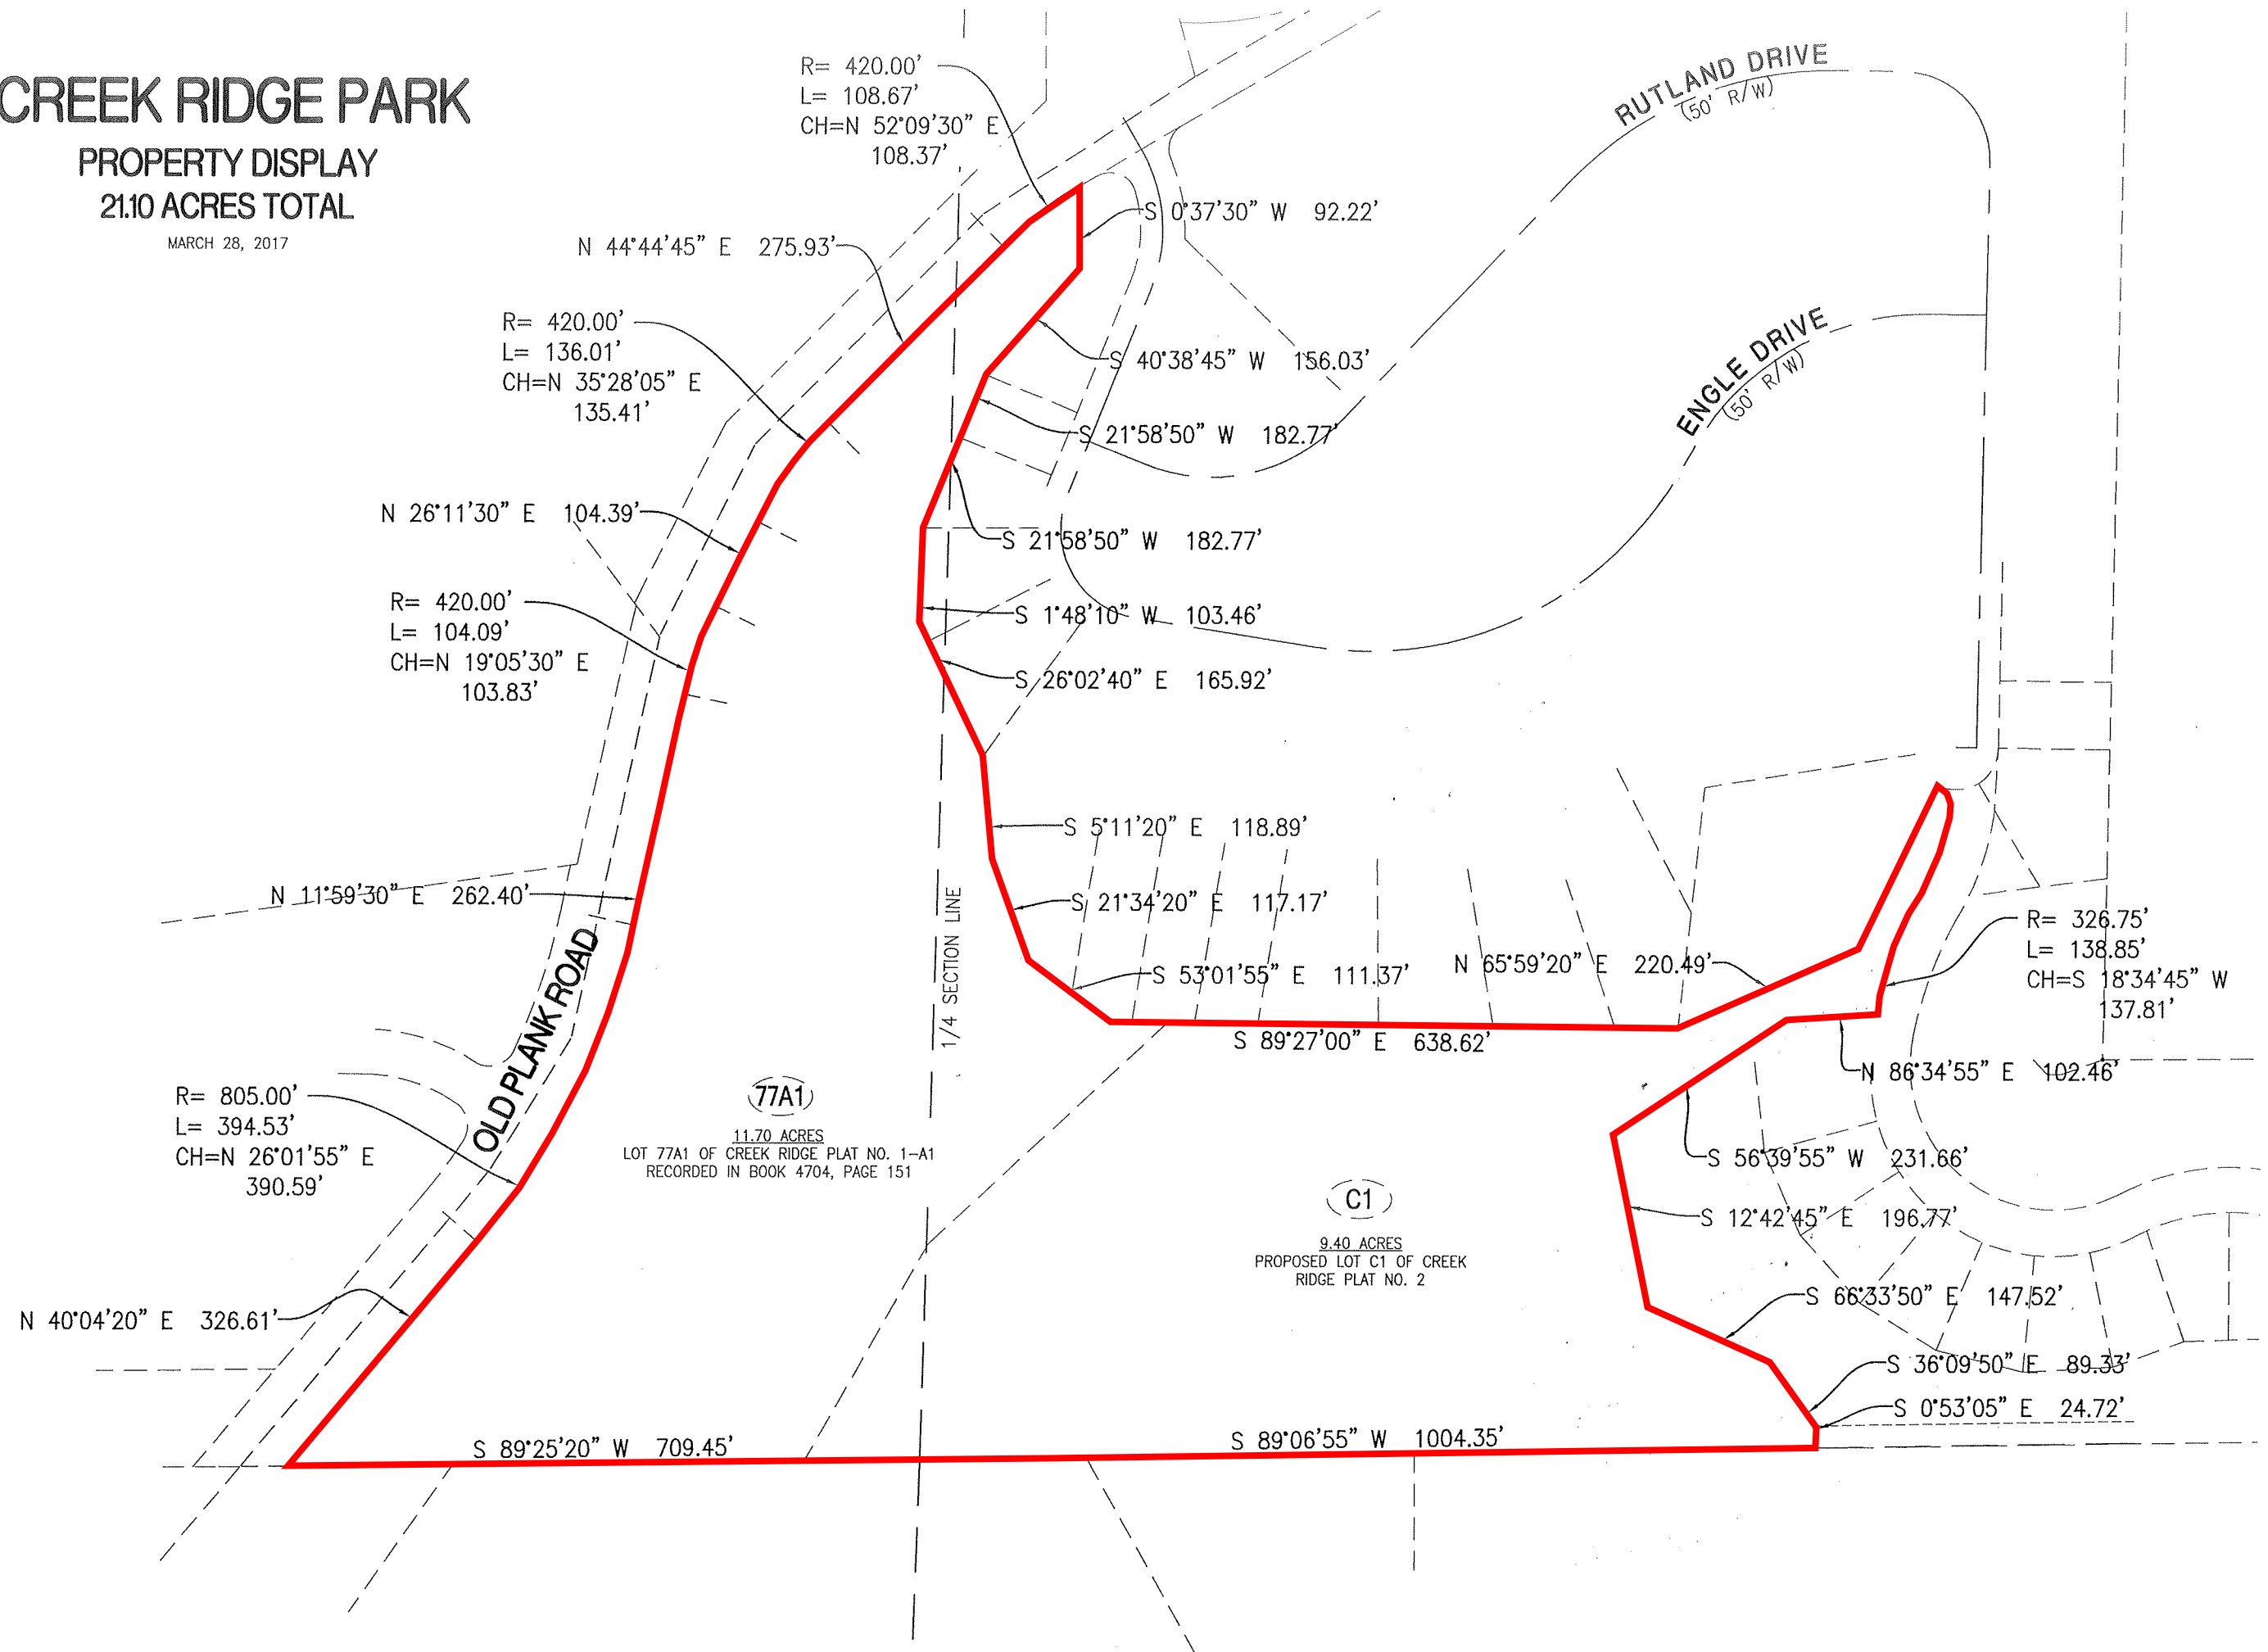 CREEK RIDGE PARK
PROPERTY DISPLAY
21.10 ACRES TOTAL
MARCH 28, 2017
R= 420.00'
L= 108.67'
CH=N 52°09'30" E
108.37'
RUTLAND DRIVE
(50' R/W)
S 0°37'30" W 92.22'
N 44°44'45" E 275.93'
R= 420.00'
L= 136.01'
CH=N 35°28'05" E
135.41'
ENGLE DRIVE
(50' R/W)
S 40°38'45" W 156.03'
S 21°58'50" W 182.77'
N 26°11'30" E 104.39'
S 21°58'50" W 182.77'
R= 420.00'
L= 104.09'
CH=N 19°05'30" E
103.83'
S 1°48'10" W 103.46'
S 26°02'40" E 165.92'
S 5°11'20" E 118.89'
N 11°59'30" E 262.40'
S 21°34'20" E 117.17'
1/4 SECTION LINE
S 53°01'55" E 111.37'
N 65°59'20" E 220.49'
R= 326.75'
L= 138.85'
CH=S 18°34'45" W
137.81'
OLD PLANK ROAD
S 89°27'00" E 638.62'
N 86°34'55" E 102.46'
R= 805.00'
L= 394.53'
CH=N 26°01'55" E
390.59'
77A1
11.70 ACRES
LOT 77A1 OF CREEK RIDGE PLAT NO. 1-A1
RECORDED IN BOOK 4704, PAGE 151
S 56°39'55" W 231.66'
C1
9.40 ACRES
PROPOSED LOT C1 OF CREEK
RIDGE PLAT NO. 2
S 12°42'45" E 196.77'
S 66°33'50" E 147.52'
N 40°04'20" E 326.61'
S 36°09'50" E 89.33'
S 0°53'05" E 24.72'
S 89°25'20" W 709.45'
S 89°06'55" W 1004.35'